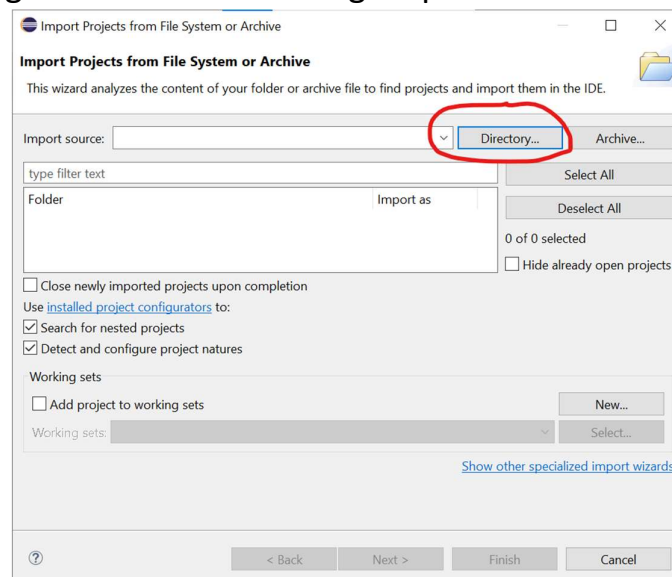 Import Projects from File System or Archive
Import Projects from File System or Archive
This wizard analyzes the content of your folder or archive file to find projects and import them in the IDE.
Import source: Directory... Archive...
type filter text Select All
Folder Import as Deselect All
0 of 0 selected
Hide already open projects
Close newly imported projects upon completion
Use installed project configurators to:
Search for nested projects
Detect and configure project natures
Working sets
Add project to working sets New...
Working sets: Select...
Show other specialized import wizards
? < Back Next > Finish Cancel